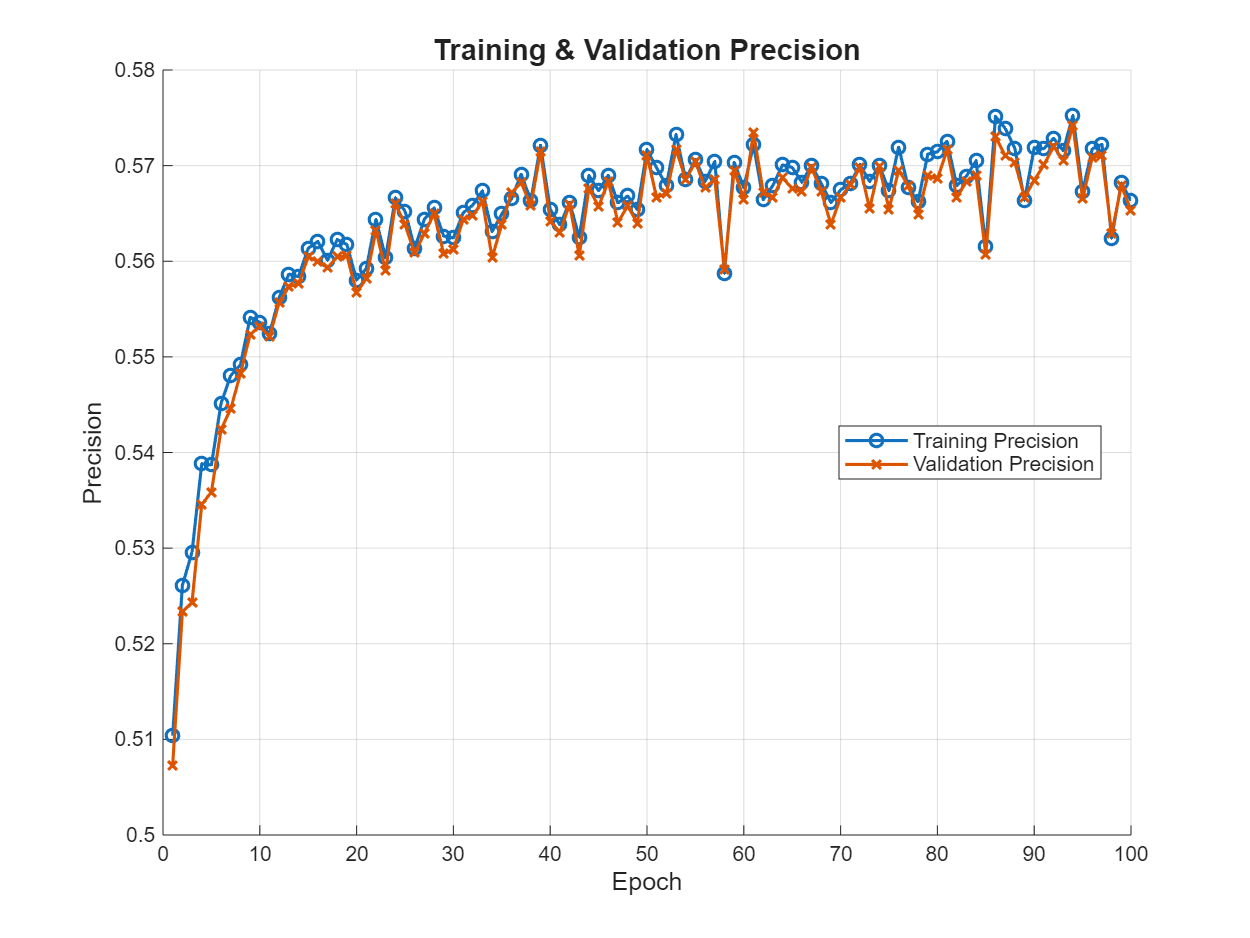 Training & Validation Precision
0.58
0.57
0.56
0.55
0.54
0.53
0.52
0.51
0.5
Precision
Training Precision
Validation Precision
0 10 20 30 40 50 60 70 80 90 100
Epoch